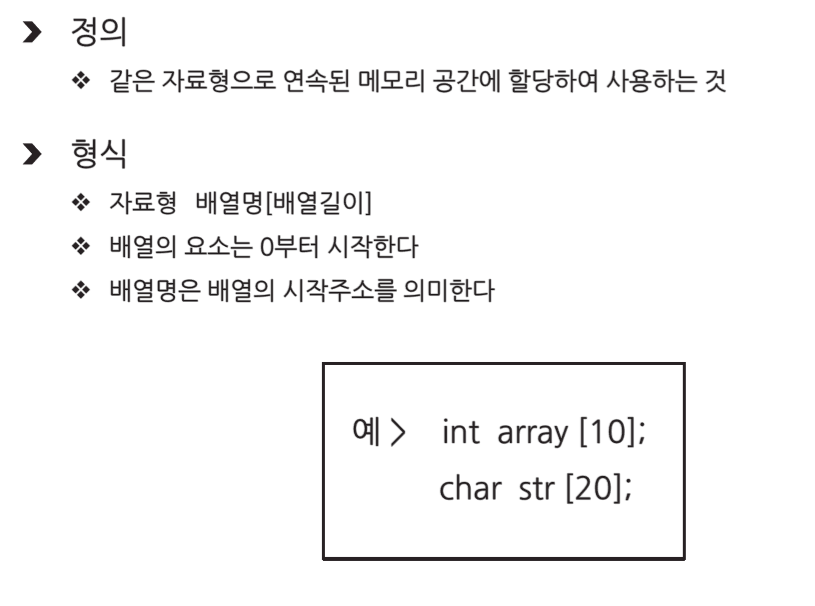 정의
같은 자료형으로 연속된 메모리 공간에 할당하여 사용하는 것
형식
자료형 배열명[배열길이]
배열의 요소는 0부터 시작한다
배열명은 배열의 시작주소를 의미한다
예 > int array [10];
char str [20];